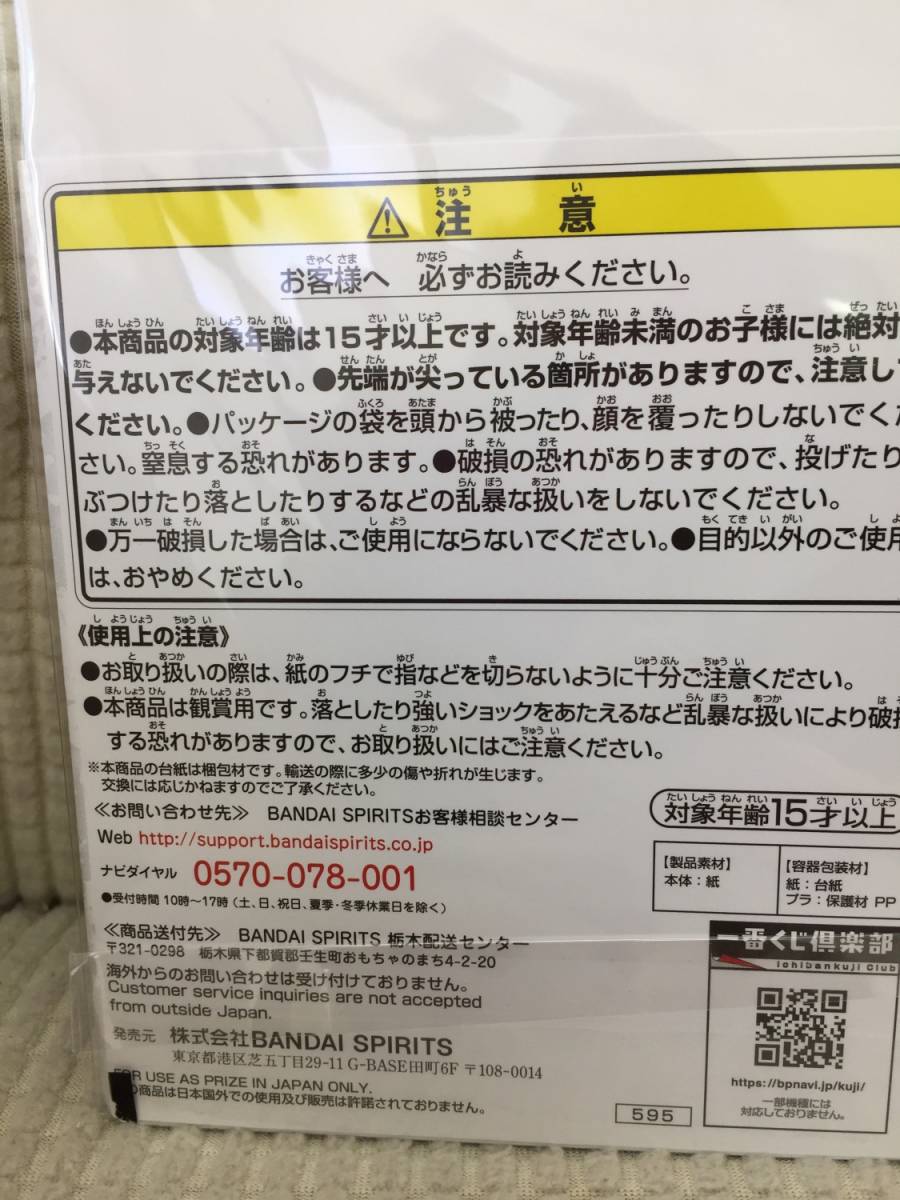 ⚠ 注 意
お客様へ 必ずお読みください。
●本商品の対象年齢は15才以上です。対象年齢未満のお子様には絶対
与えないでください。●先端が尖っている箇所がありますので、注意し
ください。●パッケージの袋を頭から被ったり、顔を覆ったりしないでく
さい。窒息する恐れがあります。●破損の恐れがありますので、投げたり
ぶつけたり落としたりするなどの乱暴な扱いをしないでください。
●万一破損した場合は、ご使用にならないでください。●目的以外のご使用
は、おやめください。
《使用上の注意》
●お取り扱いの際は、紙のフチで指などを切らないように十分ご注意ください。
●本商品は観賞用です。落としたり強いショックをあたえるなど乱暴な扱いにより破損
する恐れがありますので、お取り扱いにはご注意ください。
※本商品の台紙は梱包材です。輸送の際に多少の傷や折れが生じます。
交換には応じかねますのでご了承ください。
≪お問い合わせ先≫ BANDAI SPIRITSお客様相談センター
Web http://support.bandaispirits.co.jp
ナビダイヤル 0570-078-001
●受付時間 10時～17時（土、日、祝日、夏季・冬季休業日を除く）
≪商品送付先≫ BANDAI SPIRITS 栃木配送センター
〒321-0298 栃木県下都賀郡壬生町おもちゃのまち4-2-20
海外からのお問い合わせは受け付けておりません。
Customer service inquiries are not accepted
from outside Japan.
発売元 株式会社BANDAI SPIRITS
東京都港区芝五丁目29-11 G-BASE田町6F 〒108-0014
FOR USE AS PRIZE IN JAPAN ONLY.
の商品は日本国外での使用及び販売は許諾されておりません。
595
対象年齢15才以上
【製品素材】
本体：紙
【容器包装材】
紙：台紙
プラ：保護材 PP
一番くじ倶楽部
ichibankuji Club
https://bpnavi.jp/kuji/
一部機種には
対応しておりません。